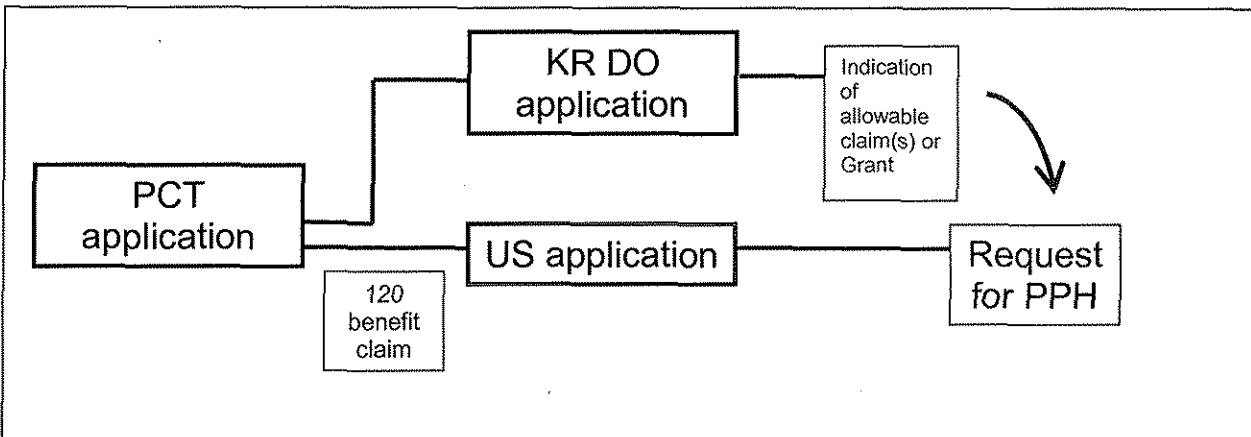 KR DO
application
Indication
of
allowable
claim(s) or
Grant
PCT
application
US application
Request
for PPH
120
benefit
claim